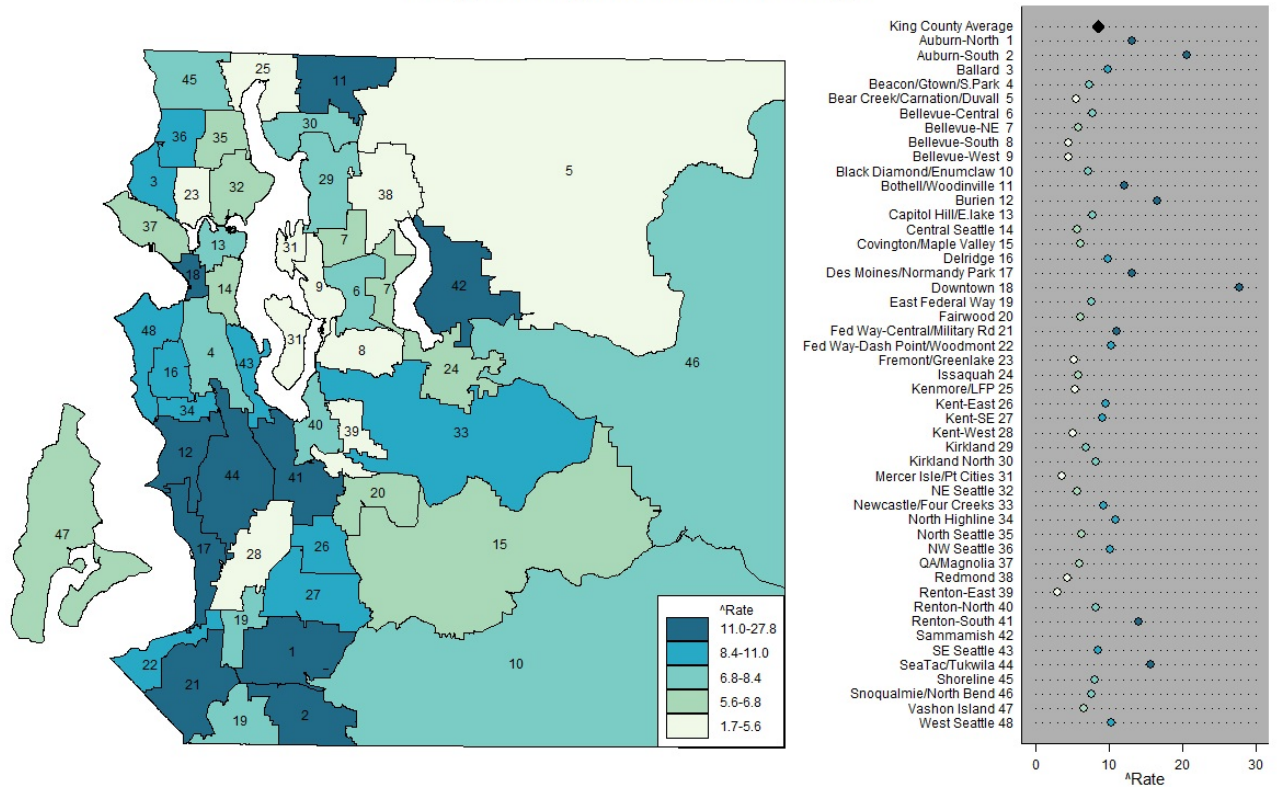 45
25
11
36
35
30
3
23
32
29
38
5
37
13
31
7
18
14
9
6
7
42
48
4
43
31
8
46
16
24
34
40
39
33
12
44
41
20
47
17
28
26
15
27
19
22
1
21
10
19
2
^Rate
11.0-27.8
8.4-11.0
6.8-8.4
5.6-6.8
1.7-5.6
King County Average
Auburn-North 1
Auburn-South 2
Ballard 3
Beacon/Gtown/S.Park 4
Bear Creek/Carnation/Duvall 5
Bellevue-Central 6
Bellevue-NE 7
Bellevue-South 8
Bellevue-West 9
Black Diamond/Enumclaw 10
Bothell/Woodinville 11
Burien 12
Capitol Hill/E.lake 13
Central Seattle 14
Covington/Maple Valley 15
Delridge 16
Des Moines/Normandy Park 17
Downtown 18
East Federal Way 19
Fairwood 20
Fed Way-Central/Military Rd 21
Fed Way-Dash Point/Woodmont 22
Fremont/Greenlake 23
Issaquah 24
Kenmore/LFP 25
Kent-East 26
Kent-SE 27
Kent-West 28
Kirkland 29
Kirkland North 30
Mercer Isle/Pt Cities 31
NE Seattle 32
Newcastle/Four Creeks 33
North Highline 34
North Seattle 35
NW Seattle 36
QA/Magnolia 37
Redmond 38
Renton-East 39
Renton-North 40
Renton-South 41
Sammamish 42
SE Seattle 43
SeaTac/Tukwila 44
Shoreline 45
Snoqualmie/North Bend 46
Vashon Island 47
West Seattle 48
0 10 20 30
^Rate